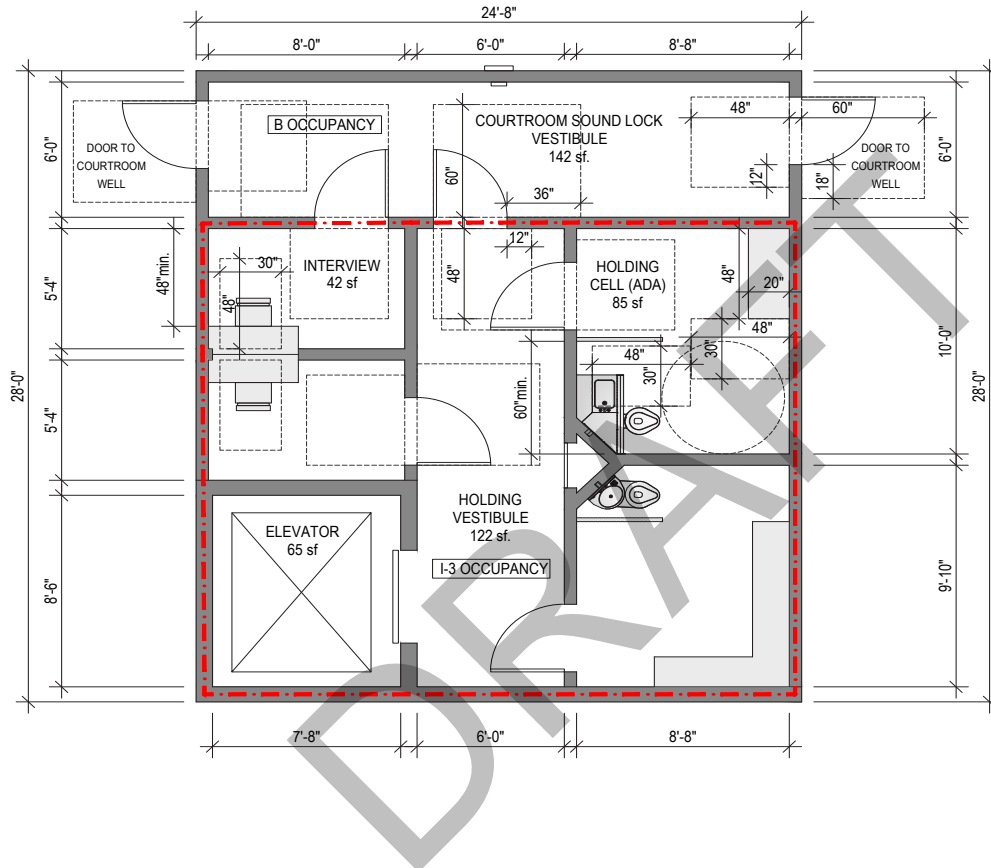 24'-8"
8'-0"
6'-0"
8'-8"
28'-0"
6'-0"
5'-4"
5'-4"
8'-6"
48"min.
DOOR TO
COURTROOM
WELL
B OCCUPANCY
COURTROOM SOUND LOCK
VESTIBULE
142 sf.
48"
60"
60"
36"
12"
12"
18"
DOOR TO
COURTROOM
WELL
6'-0"
INTERVIEW
42 sf
30"
48"
48"
12"
HOLDING
CELL (ADA)
85 sf
48"
20"
48"
30"
48"
30"
60"min.
10'-0"
28'-0"
HOLDING
VESTIBULE
122 sf.
I-3 OCCUPANCY
ELEVATOR
65 sf
9'-10"
7'-8"
6'-0"
8'-8"
DRAFT